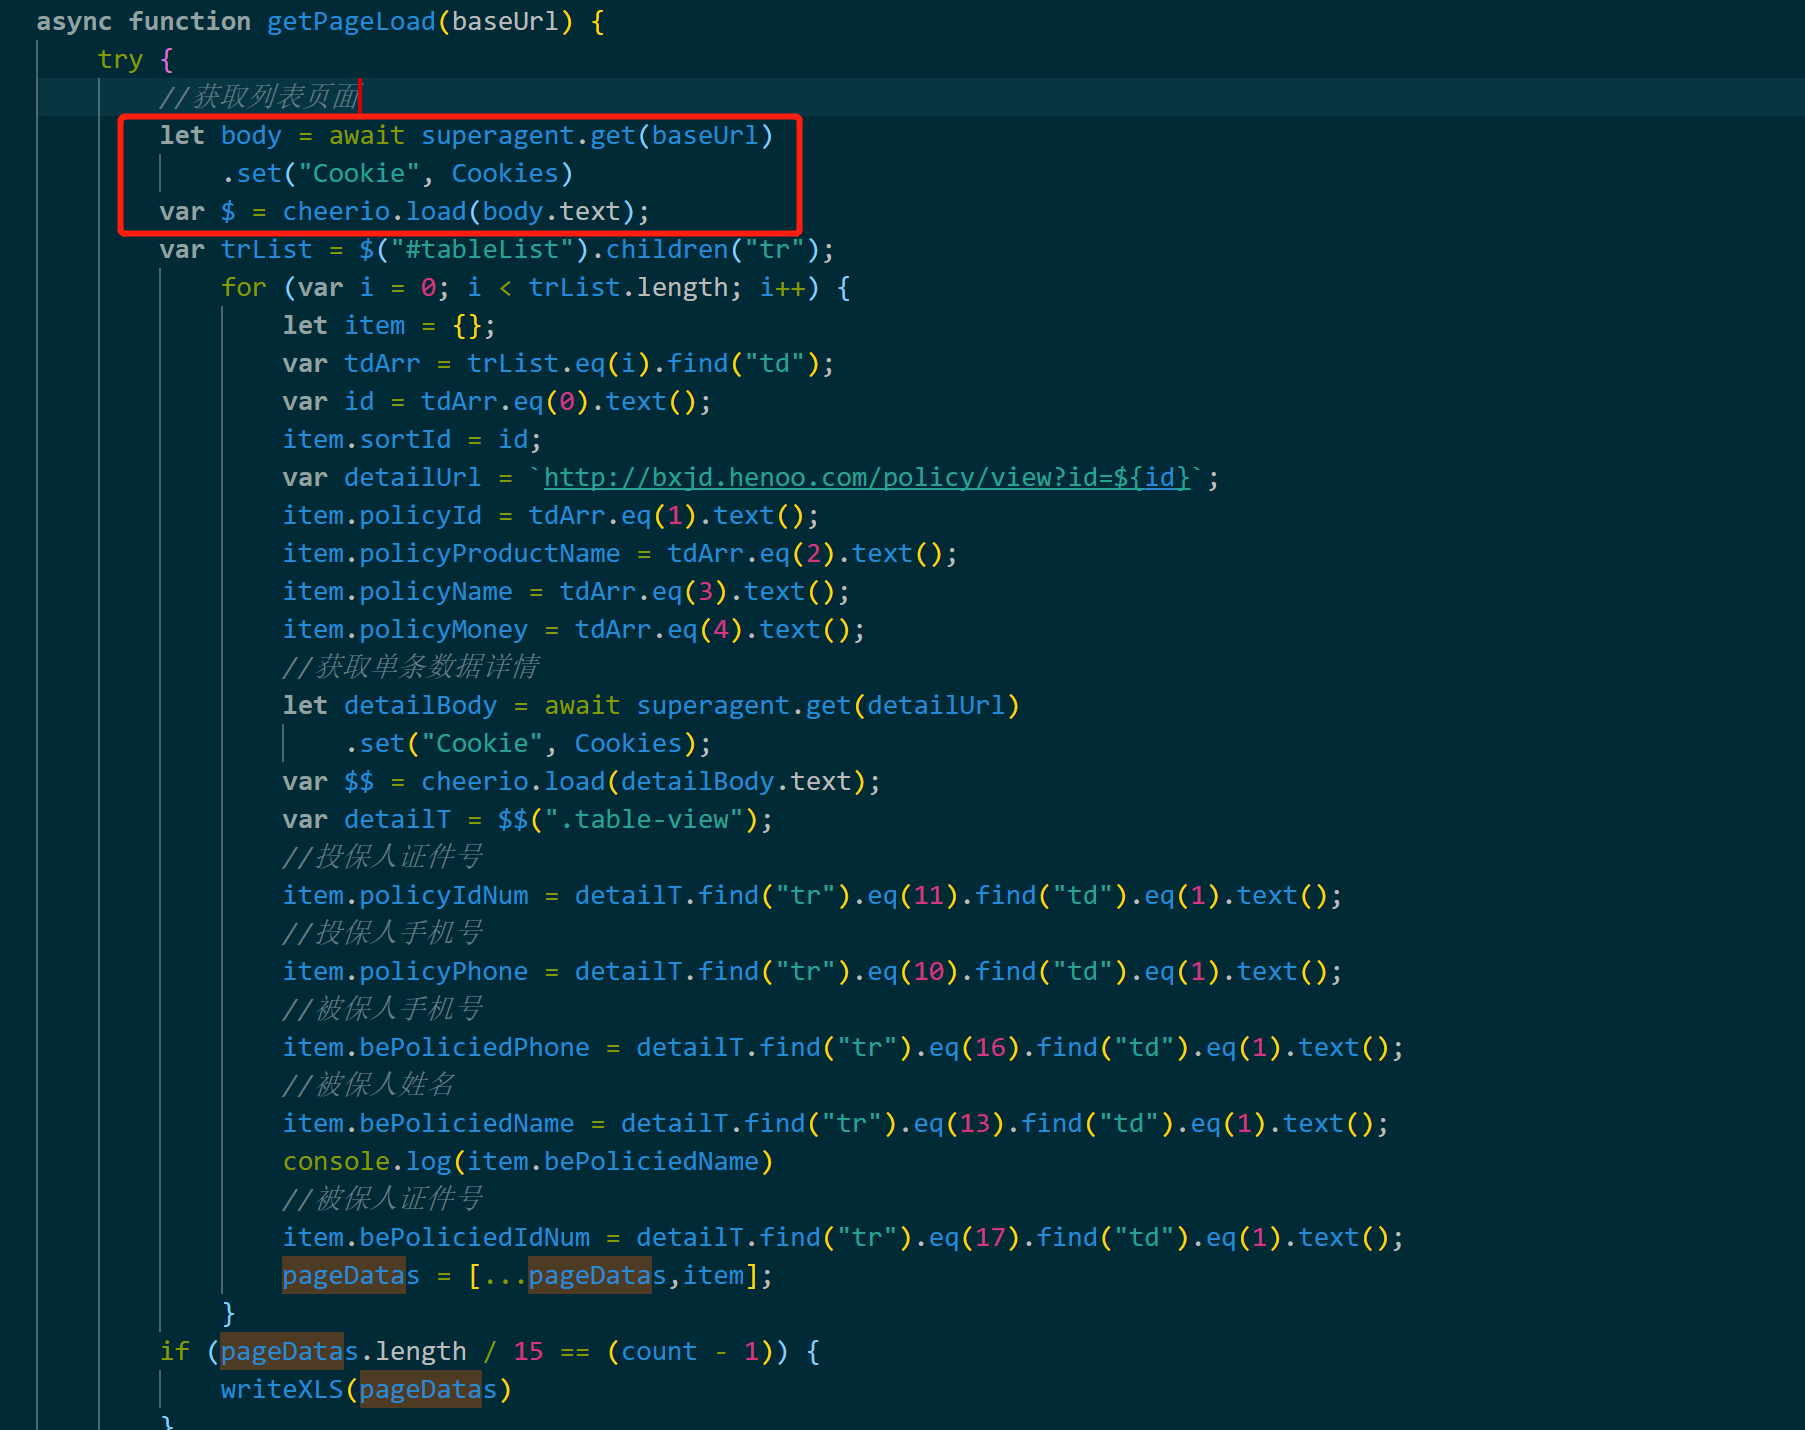 async function getPageLoad(baseUrl) {
try {
//获取列表页面
let body = await superagent.get(baseUrl)
.set("Cookie", Cookies)
var $ = cheerio.load(body.text);
var trList = $("#tableList").children("tr");
for (var i = 0; i < trList.length; i++) {
let item = {};
var tdArr = trList.eq(i).find("td");
var id = tdArr.eq(0).text();
item.sortId = id;
var detailUrl = `http://bxjd.henoo.com/policy/view?id=${id}`;
item.policyId = tdArr.eq(1).text();
item.policyProductName = tdArr.eq(2).text();
item.policyName = tdArr.eq(3).text();
item.policyMoney = tdArr.eq(4).text();
//获取单条数据详情
let detailBody = await superagent.get(detailUrl)
.set("Cookie", Cookies);
var $$ = cheerio.load(detailBody.text);
var detailT = $$(".table-view");
//投保人证件号
item.policyIdNum = detailT.find("tr").eq(11).find("td").eq(1).text();
//投保人手机号
item.policyPhone = detailT.find("tr").eq(10).find("td").eq(1).text();
//被保人手机号
item.bePoliciedPhone = detailT.find("tr").eq(16).find("td").eq(1).text();
//被保人姓名
item.bePoliciedName = detailT.find("tr").eq(13).find("td").eq(1).text();
console.log(item.bePoliciedName)
//被保人证件号
item.bePoliciedIdNum = detailT.find("tr").eq(17).find("td").eq(1).text();
pageDatas = [...pageDatas,item];
}
if (pageDatas.length / 15 == (count - 1)) {
writeXLS(pageDatas)
}